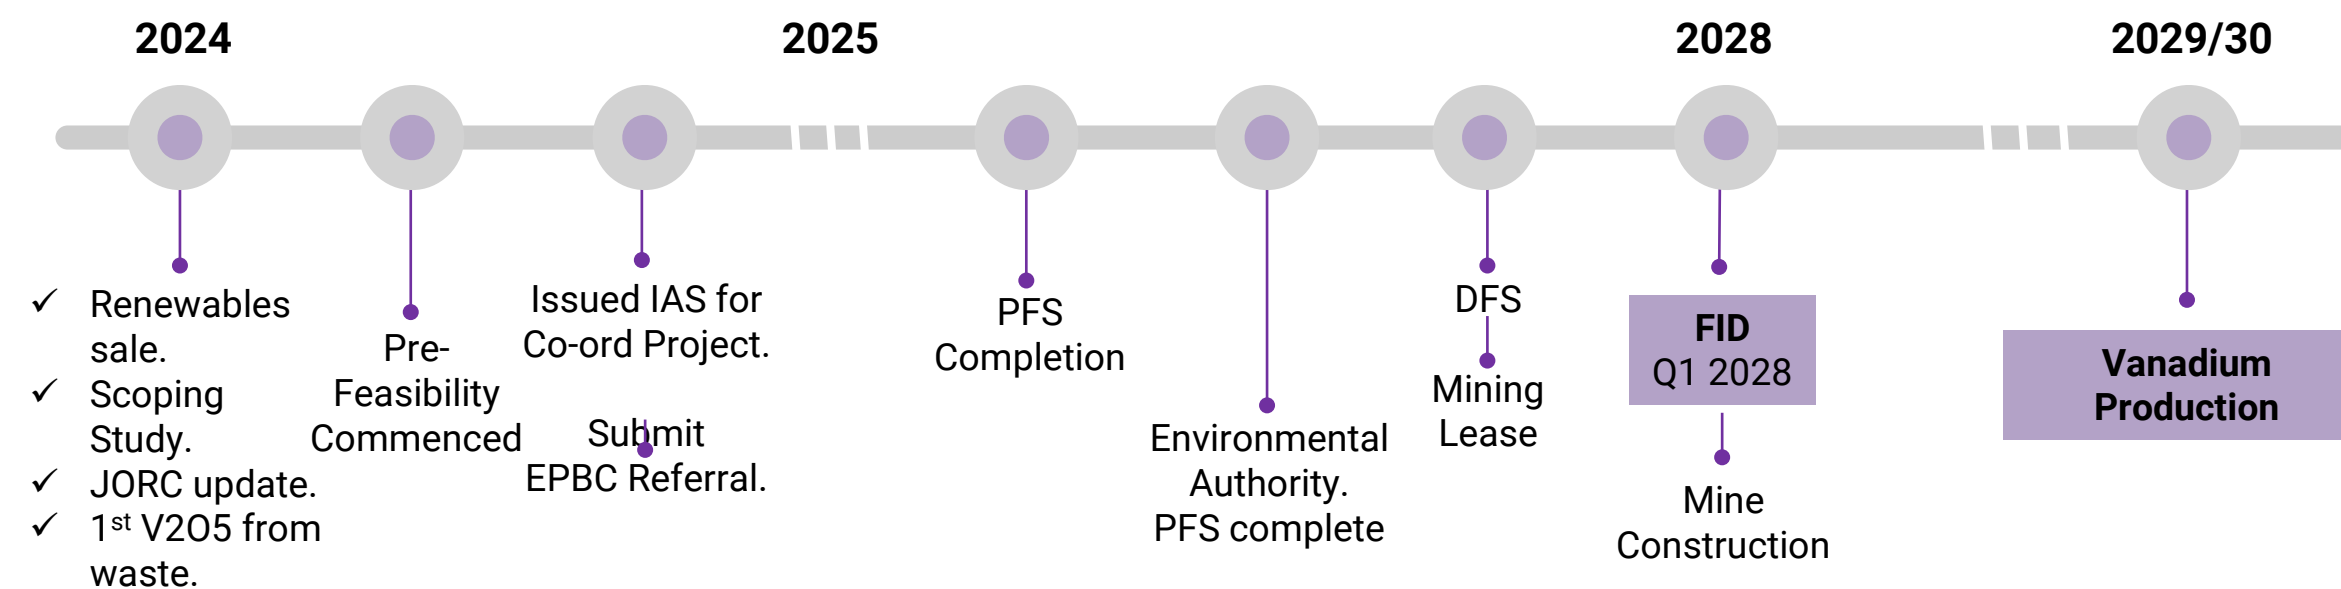 2024
2025
2028
2029/30
✓ Renewables
sale.
✓ Scoping
Study.
✓ JORC update.
✓ 1st V2O5 from
waste.
Pre-
Feasibility
Commenced
Issued IAS for
Co-ord Project.
Submit
EPBC Referral.
PFS
Completion
Environmental
Authority.
PFS complete
DFS
Mining
Lease
FID
Q1 2028
Mine
Construction
Vanadium
Production